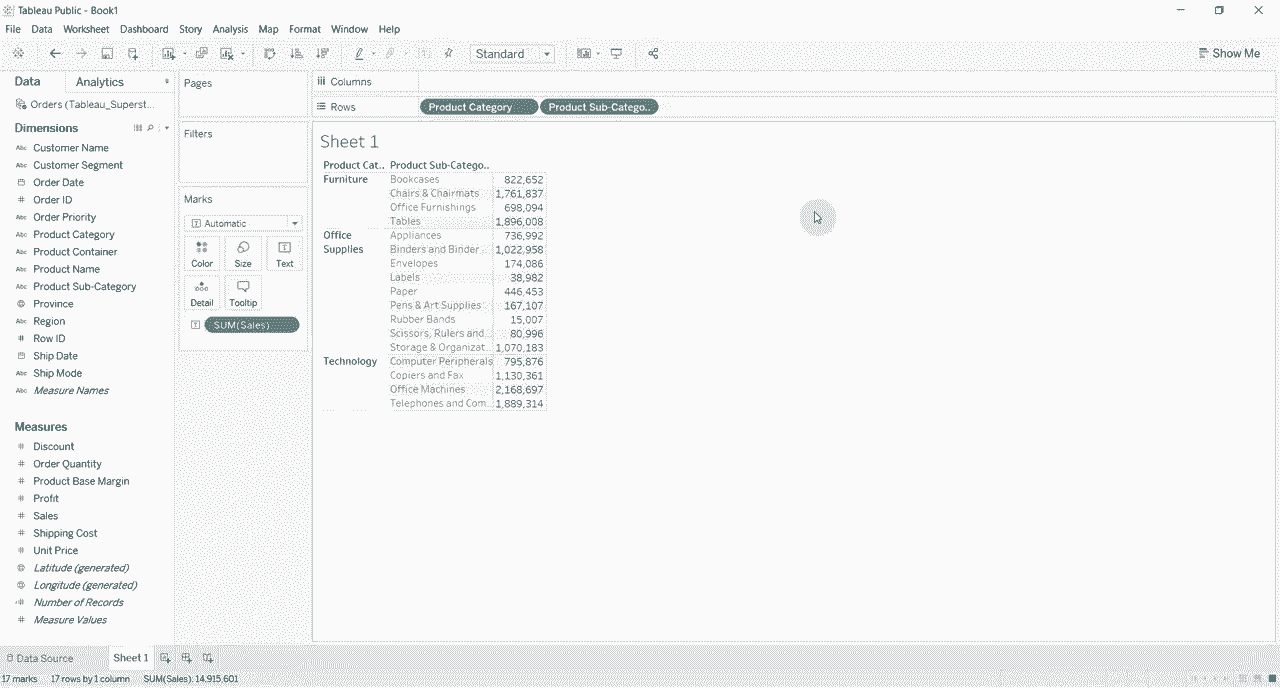 Tableau Public - Book1
File Data Worksheet Dashboard Story Analysis Map Format Window Help
Standard
Show Me
Data Analytics
Pages
Columns
Orders (Tableau_Superst...
Rows Product Category Product Sub-Catego..
Dimensions
Filters
Sheet 1
Customer Name
Customer Segment
Order Date
Order ID
Order Priority
Product Category
Product Container
Product Name
Product Sub-Category
Province
Region
Row ID
Ship Date
Ship Mode
Measure Names
Marks
Automatic
Color Size Text
Detail Tooltip
SUM(Sales)
Product Cat.. Product Sub-Catego..
Furniture Bookcases 822,652
Chairs & Chairmats 1,761,837
Office Furnishings 698,094
Tables 1,896,008
Office Supplies Appliances 736,992
Binders and Binder .. 1,022,958
Envelopes 174,086
Labels 38,982
Paper 446,453
Pens & Art Supplies 167,107
Rubber Bands 15,007
Scissors, Rulers and.. 80,996
Storage & Organizat.. 1,070,183
Technology Computer Peripherals 795,876
Copiers and Fax 1,130,361
Office Machines 2,168,697
Telephones and Com.. 1,889,314
Measures
Discount
Order Quantity
Product Base Margin
Profit
Sales
Shipping Cost
Unit Price
Latitude (generated)
Longitude (generated)
Number of Records
Measure Values
Data Source Sheet 1
17 marks 17 rows by 1 column SUM(Sales): 14,915,601